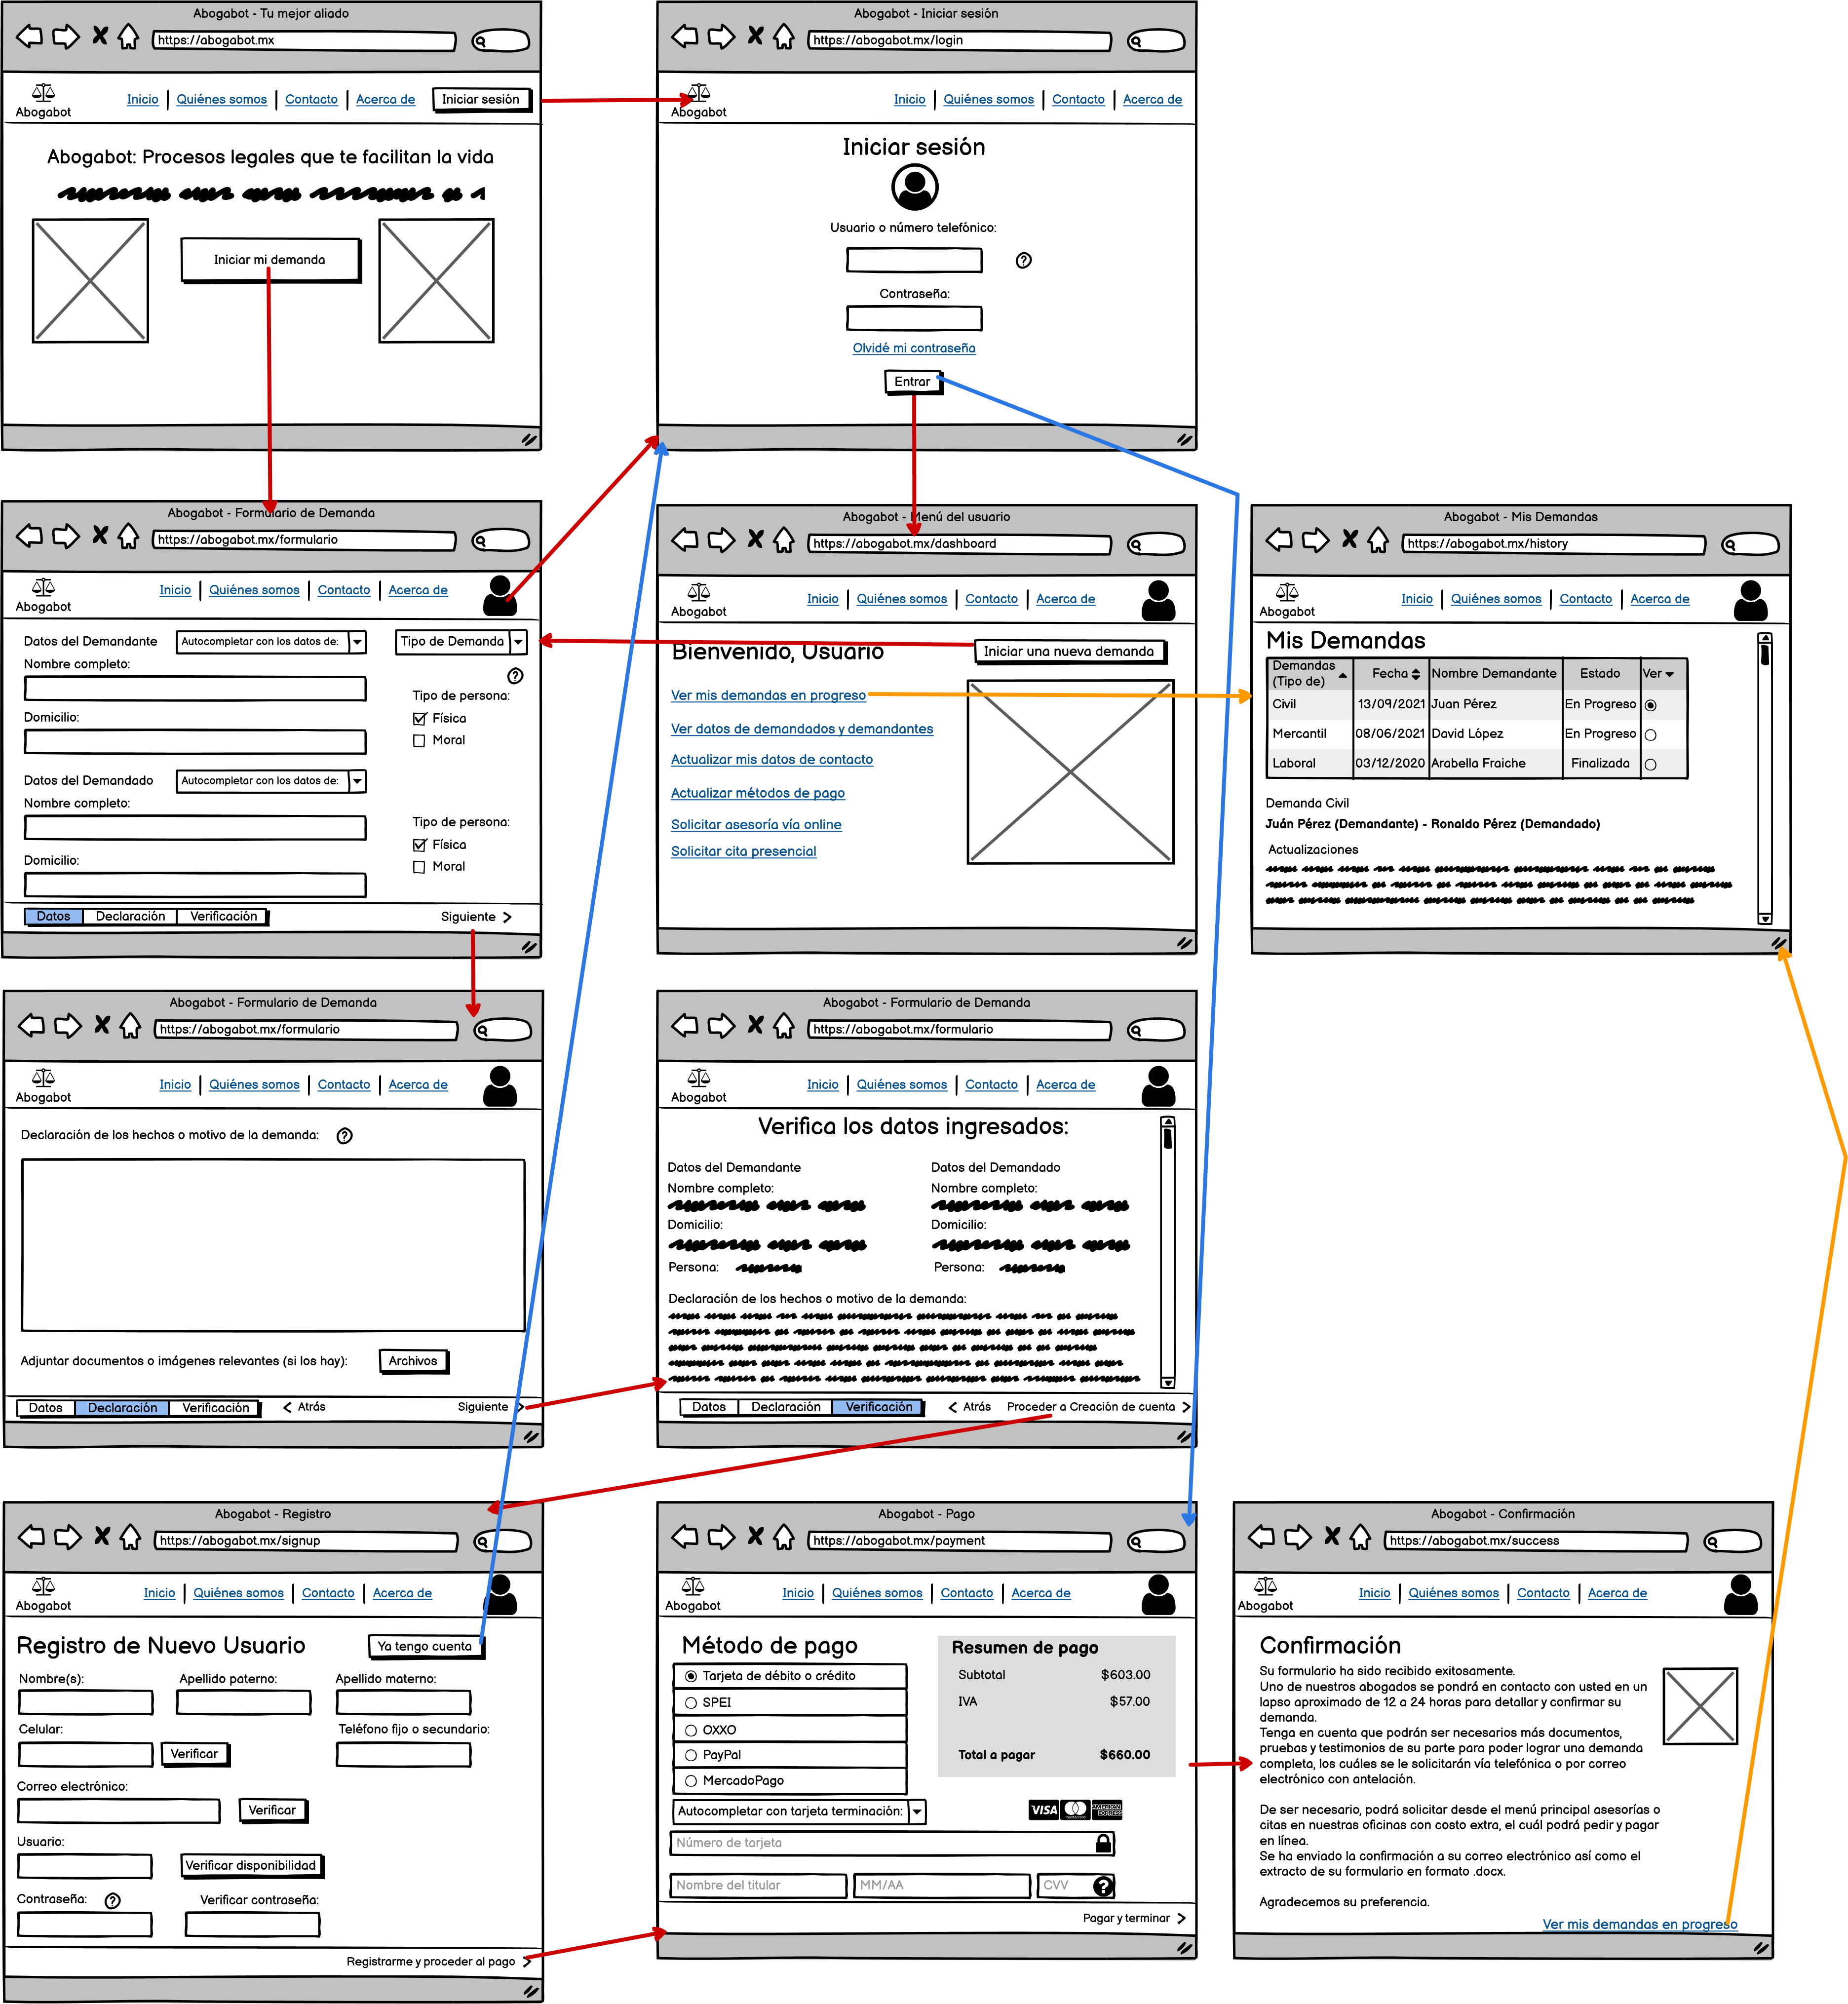 Abogabot - Tu mejor aliado
https://abogabot.mx
Abogabot
Inicio
Quiénes somos
Contacto
Acerca de
Iniciar sesión
Abogabot: Procesos legales que te facilitan la vida
Iniciar mi demanda
Abogabot - Iniciar sesión
https://abogabot.mx/login
Abogabot
Inicio
Quiénes somos
Contacto
Acerca de
Iniciar sesión
Usuario o número telefónico:
?
Contraseña:
Olvidé mi contraseña
Entrar
Abogabot - Formulario de Demanda
https://abogabot.mx/formulario
Abogabot
Inicio
Quiénes somos
Contacto
Acerca de
Datos del Demandante
Autocompletar con los datos de:
Tipo de Demanda
Nombre completo:
?
Tipo de persona:
Física
Domicilio:
Moral
Datos del Demandado
Autocompletar con los datos de:
Nombre completo:
Tipo de persona:
Física
Domicilio:
Moral
Datos
Declaración
Verificación
Siguiente
Abogabot - Menú del usuario
https://abogabot.mx/dashboard
Abogabot
Inicio
Quiénes somos
Contacto
Acerca de
Bienvenido, Usuario
Iniciar una nueva demanda
Ver mis demandas en progreso
Ver datos de demandados y demandantes
Actualizar mis datos de contacto
Actualizar métodos de pago
Solicitar asesoría vía online
Solicitar cita presencial
Abogabot - Mis Demandas
https://abogabot.mx/history
Abogabot
Inicio
Quiénes somos
Contacto
Acerca de
Mis Demandas
Demandas
(Tipo de)
Fecha
Nombre Demandante
Estado
Ver
Civil
13/09/2021
Juan Pérez
En Progreso
Mercantil
08/06/2021
David López
En Progreso
Laboral
03/12/2020
Arabella Fraiche
Finalizada
Demanda Civil
Juán Pérez (Demandante) - Ronaldo Pérez (Demandado)
Actualizaciones
Abogabot - Formulario de Demanda
https://abogabot.mx/formulario
Abogabot
Inicio
Quiénes somos
Contacto
Acerca de
Declaración de los hechos o motivo de la demanda:
?
Adjuntar documentos o imágenes relevantes (si los hay):
Archivos
Datos
Declaración
Verificación
Atrás
Siguiente
Abogabot - Formulario de Demanda
https://abogabot.mx/formulario
Abogabot
Inicio
Quiénes somos
Contacto
Acerca de
Verifica los datos ingresados:
Datos del Demandante
Datos del Demandado
Nombre completo:
Nombre completo:
Domicilio:
Domicilio:
Persona:
Persona:
Declaración de los hechos o motivo de la demanda:
Datos
Declaración
Verificación
Atrás
Proceder a Creación de cuenta
Abogabot - Registro
https://abogabot.mx/signup
Abogabot
Inicio
Quiénes somos
Contacto
Acerca de
Registro de Nuevo Usuario
Ya tengo cuenta
Nombre(s):
Apellido paterno:
Apellido materno:
Celular:
Teléfono fijo o secundario:
Verificar
Correo electrónico:
Verificar
Usuario:
Verificar disponibilidad
Contraseña:
?
Verificar contraseña:
Registrarme y proceder al pago
Abogabot - Pago
https://abogabot.mx/payment
Abogabot
Inicio
Quiénes somos
Contacto
Acerca de
Método de pago
Tarjeta de débito o crédito
SPEI
OXXO
PayPal
MercadoPago
Resumen de pago
Subtotal
$603.00
IVA
$57.00
Total a pagar
$660.00
Autocompletar con tarjeta terminación:
VISA
AMERICAN EXPRESS
Número de tarjeta
Nombre del titular
MM/AA
CVV
?
Pagar y terminar
Abogabot - Confirmación
https://abogabot.mx/success
Abogabot
Inicio
Quiénes somos
Contacto
Acerca de
Confirmación
Su formulario ha sido recibido exitosamente.
Uno de nuestros abogados se pondrá en contacto con usted en un
lapso aproximado de 12 a 24 horas para detallar y confirmar su
demanda.
Tenga en cuenta que podrán ser necesarios más documentos,
pruebas y testimonios de su parte para poder lograr una demanda
completa, los cuáles se le solicitarán vía telefónica o por correo
electrónico con antelación.
De ser necesario, podrá solicitar desde el menú principal asesorías o
citas en nuestras oficinas con costo extra, el cuál podrá pedir y pagar
en línea.
Se ha enviado la confirmación a su correo electrónico así como el
extracto de su formulario en formato .docx.
Agradecemos su preferencia.
Ver mis demandas en progreso